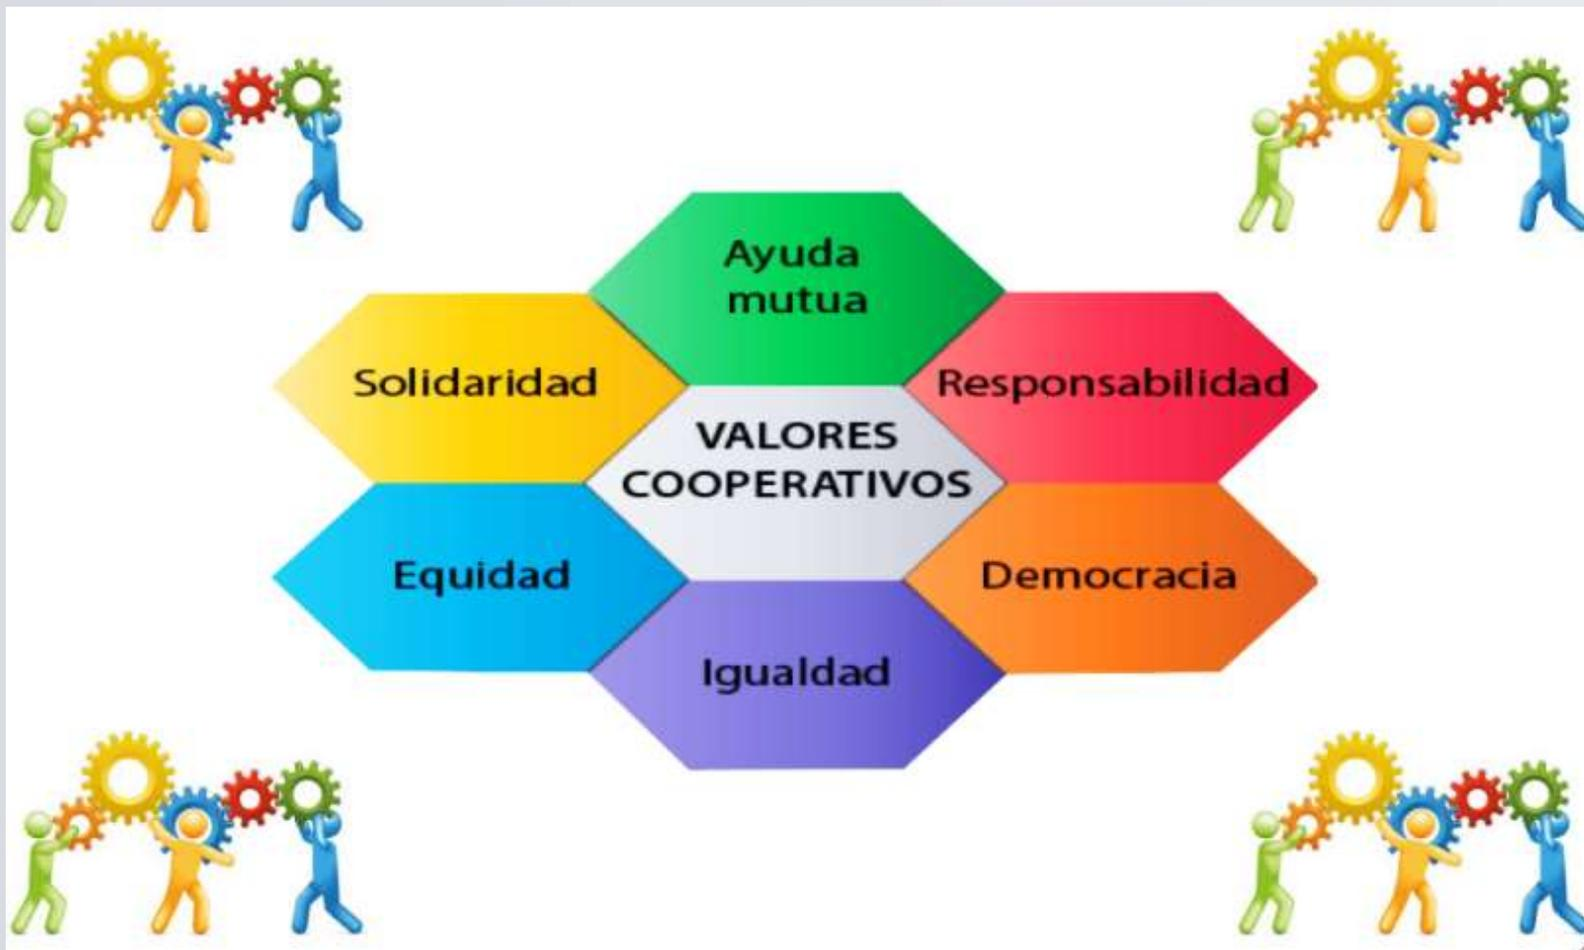 Ayuda
mutua
Solidaridad
Responsabilidad
VALORES
COOPERATIVOS
Equidad
Democracia
Igualdad